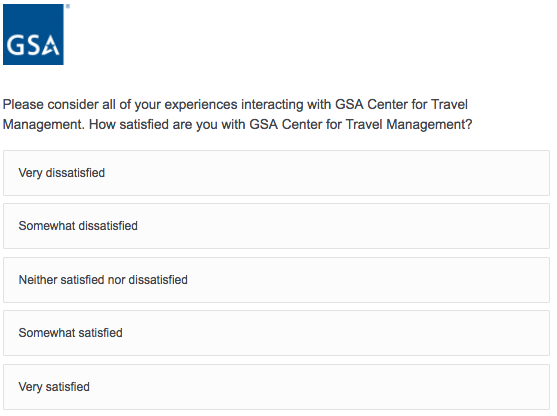 GSA
Please consider all of your experiences interacting with GSA Center for Travel
Management. How satisfied are you with GSA Center for Travel Management?
Very dissatisfied
Somewhat dissatisfied
Neither satisfied nor dissatisfied
Somewhat satisfied
Very satisfied